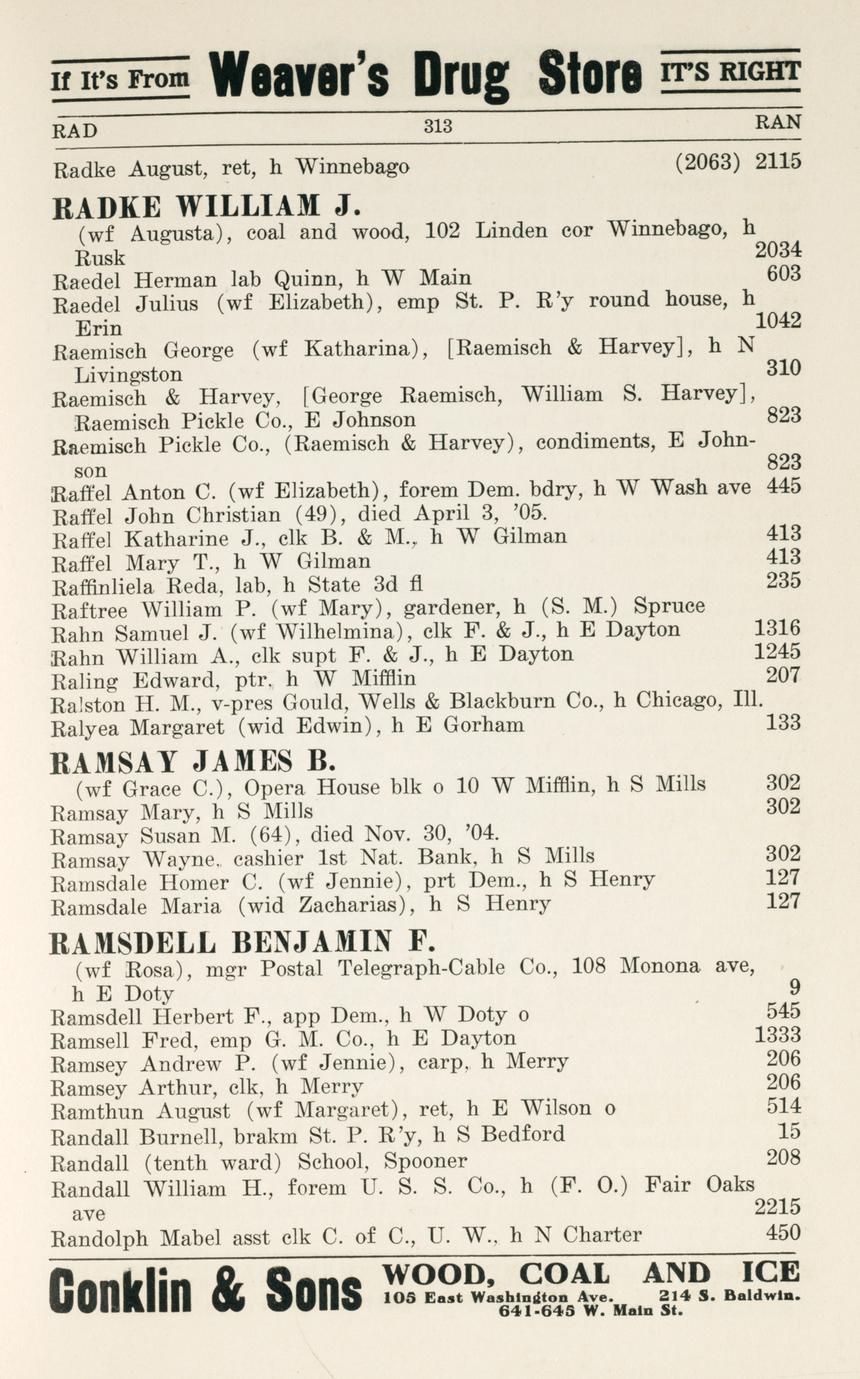 If It's From Weaver's Drug Store IT'S RIGHT
RAD 313 RAN
Radke August, ret, h Winnebago (2063) 2115
RADKE WILLIAM J.
(wf Augusta), coal and wood, 102 Linden cor Winnebago, h
Rusk 2034
Raedel Herman lab Quinn, h W Main 603
Raedel Julius (wf Elizabeth), emp St. P. R'y round house, h
Erin 1042
Raemisch George (wf Katharina), [Raemisch & Harvey], h N
Livingston 310
Raemisch & Harvey, [George Raemisch, William S. Harvey],
Raemisch Pickle Co., E Johnson 823
Raemisch Pickle Co., (Raemisch & Harvey), condiments, E John-
son 823
Raffel Anton C. (wf Elizabeth), forem Dem. bdry, h W Wash ave 445
Raffel John Christian (49), died April 3, '05.
Raffel Katharine J., clk B. & M., h W Gilman 413
Raffel Mary T., h W Gilman 413
Raffinliela Reda, lab, h State 3d fl 235
Raftree William P. (wf Mary), gardener, h (S. M.) Spruce
Rahn Samuel J. (wf Wilhelmina), clk F. & J., h E Dayton 1316
Rahn William A., clk supt F. & J., h E Dayton 1245
Raling Edward, ptr, h W Mifflin 207
Ralston H. M., v-pres Gould, Wells & Blackburn Co., h Chicago, Ill.
Ralyea Margaret (wid Edwin), h E Gorham 133
RAMSAY JAMES B.
(wf Grace C.), Opera House blk o 10 W Mifflin, h S Mills 302
Ramsay Mary, h S Mills 302
Ramsay Susan M. (64), died Nov. 30, '04.
Ramsay Wayne, cashier 1st Nat. Bank, h S Mills 302
Ramsdale Homer C. (wf Jennie), prt Dem., h S Henry 127
Ramsdale Maria (wid Zacharias), h S Henry 127
RAMSDELL BENJAMIN F.
(wf Rosa), mgr Postal Telegraph-Cable Co., 108 Monona ave,
h E Doty 9
Ramsdell Herbert F., app Dem., h W Doty o 545
Ramsell Fred, emp G. M. Co., h E Dayton 1333
Ramsey Andrew P. (wf Jennie), carp, h Merry 206
Ramsey Arthur, clk, h Merry 206
Ramthun August (wf Margaret), ret, h E Wilson o 514
Randall Burnell, brakm St. P. R'y, h S Bedford 15
Randall (tenth ward) School, Spooner 208
Randall William H., forem U. S. S. Co., h (F. O.) Fair Oaks
ave 2215
Randolph Mabel asst clk C. of C., U. W., h N Charter 450
Conklin & Sons WOOD, COAL AND ICE
105 East Washington Ave. 214 S. Baldwin.
641-645 W. Main St.